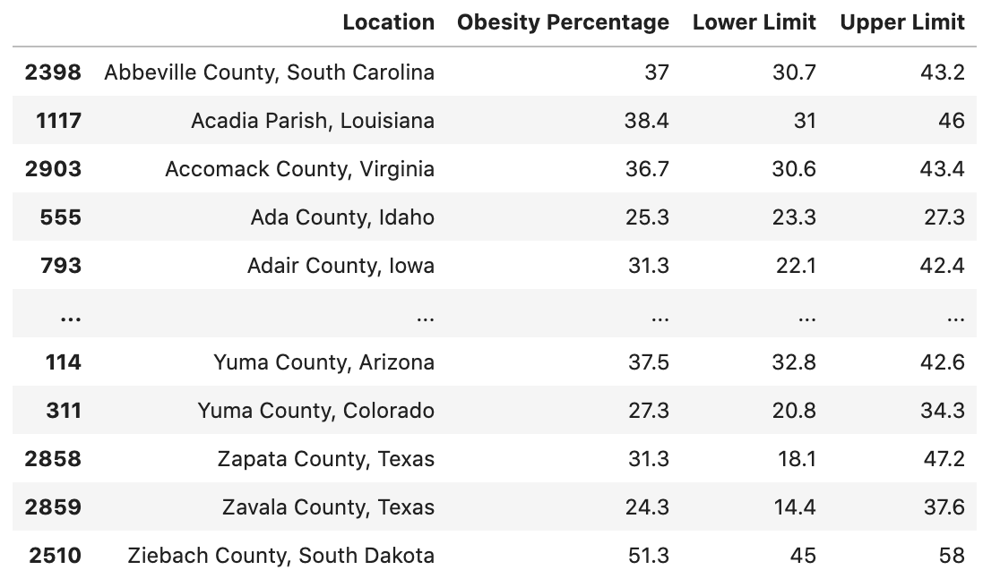 Location Obesity Percentage Lower Limit Upper Limit
2398 Abbeville County, South Carolina 37 30.7 43.2
1117 Acadia Parish, Louisiana 38.4 31 46
2903 Accomack County, Virginia 36.7 30.6 43.4
555 Ada County, Idaho 25.3 23.3 27.3
793 Adair County, Iowa 31.3 22.1 42.4
... ... ... ... ...
114 Yuma County, Arizona 37.5 32.8 42.6
311 Yuma County, Colorado 27.3 20.8 34.3
2858 Zapata County, Texas 31.3 18.1 47.2
2859 Zavala County, Texas 24.3 14.4 37.6
2510 Ziebach County, South Dakota 51.3 45 58